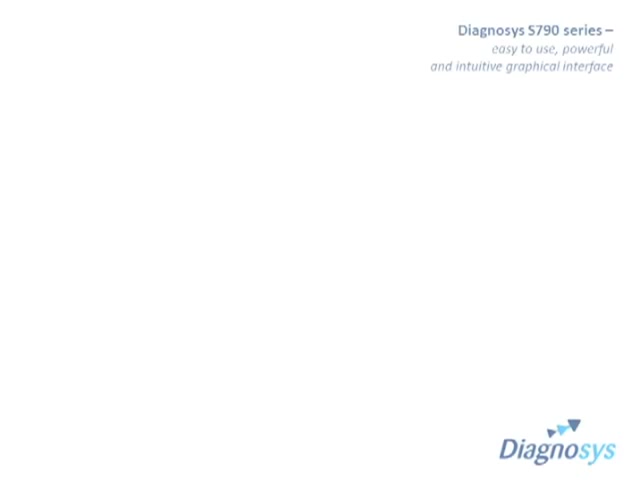 Diagnosys S790 series –
easy to use, powerful
and intuitive graphical interface
Diagnosys